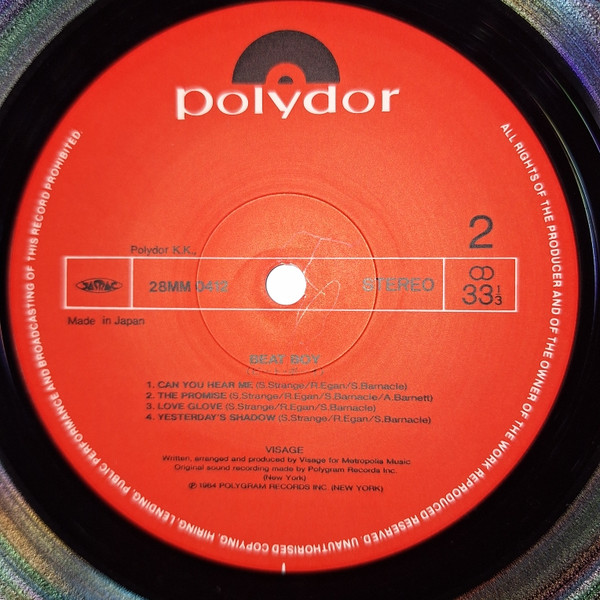 polydor
2
Polydor K.K.,
JASRAC
28MM 0413
STEREO
33 1/3
Made in Japan
BEAT BOY
1. CAN YOU HEAR ME (S.Strange/R.Egan/S.Barnacle)
2. THE PROMISE (S.Strange/R.Egan/S.Barnacle/A.Barnett)
3. LOVE GLOVE (S.Strange/R.Egan/S.Barnacle)
4. YESTERDAY'S SHADOW (S.Strange/R.Egan/S.Barnacle)
VISAGE
Written, arranged and produced by Visage for Metropolis Music
Original sound recording made by Polygram Records Inc.
(New York)
℗ 1984 POLYGRAM RECORDS INC. (NEW YORK)
ALL RIGHTS OF THE PRODUCER AND OF THE OWNER OF THE WORK REPRODUCED RESERVED. UNAUTHORISED COPYING, HIRING, LENDING, PUBLIC PERFORMANCE AND BROADCASTING OF THIS RECORD PROHIBITED.